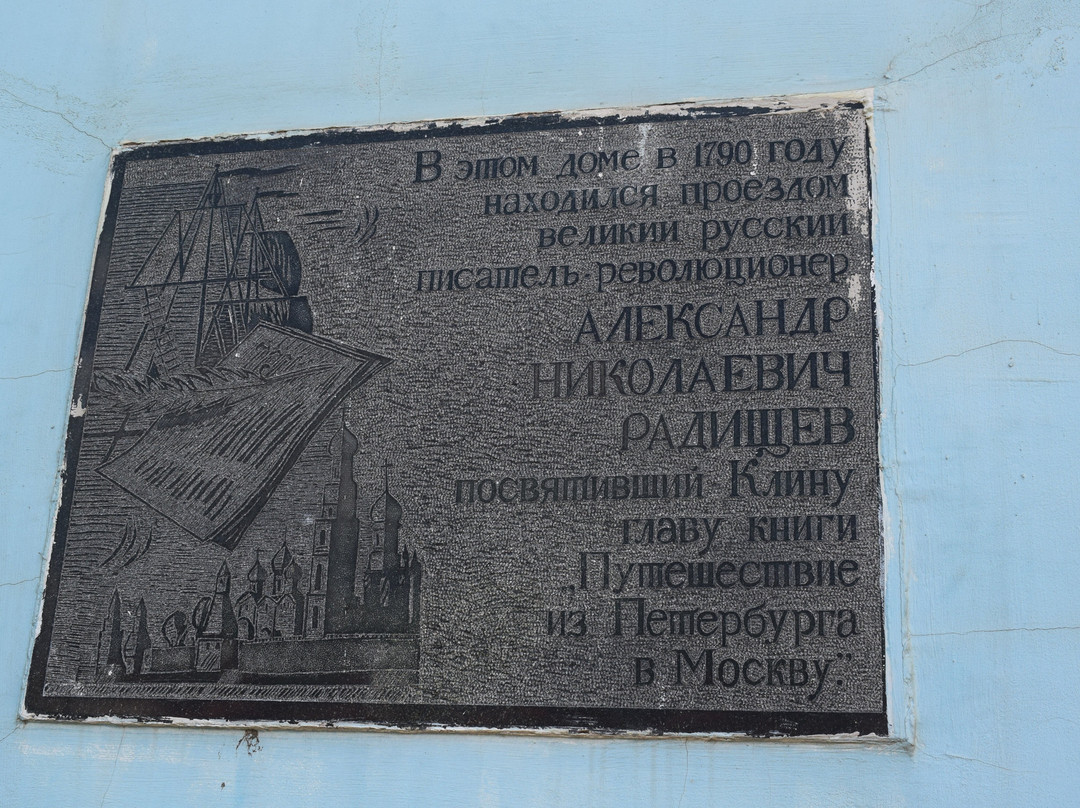 В этом доме в 1790 году
находился проездом
великий русский
писатель-революционер
АЛЕКСАНДР
НИКОЛАЕВИЧ
РАДИЩЕВ
посвятивший Клину
главу книги
„Путешествие
из Петербурга
в Москву."